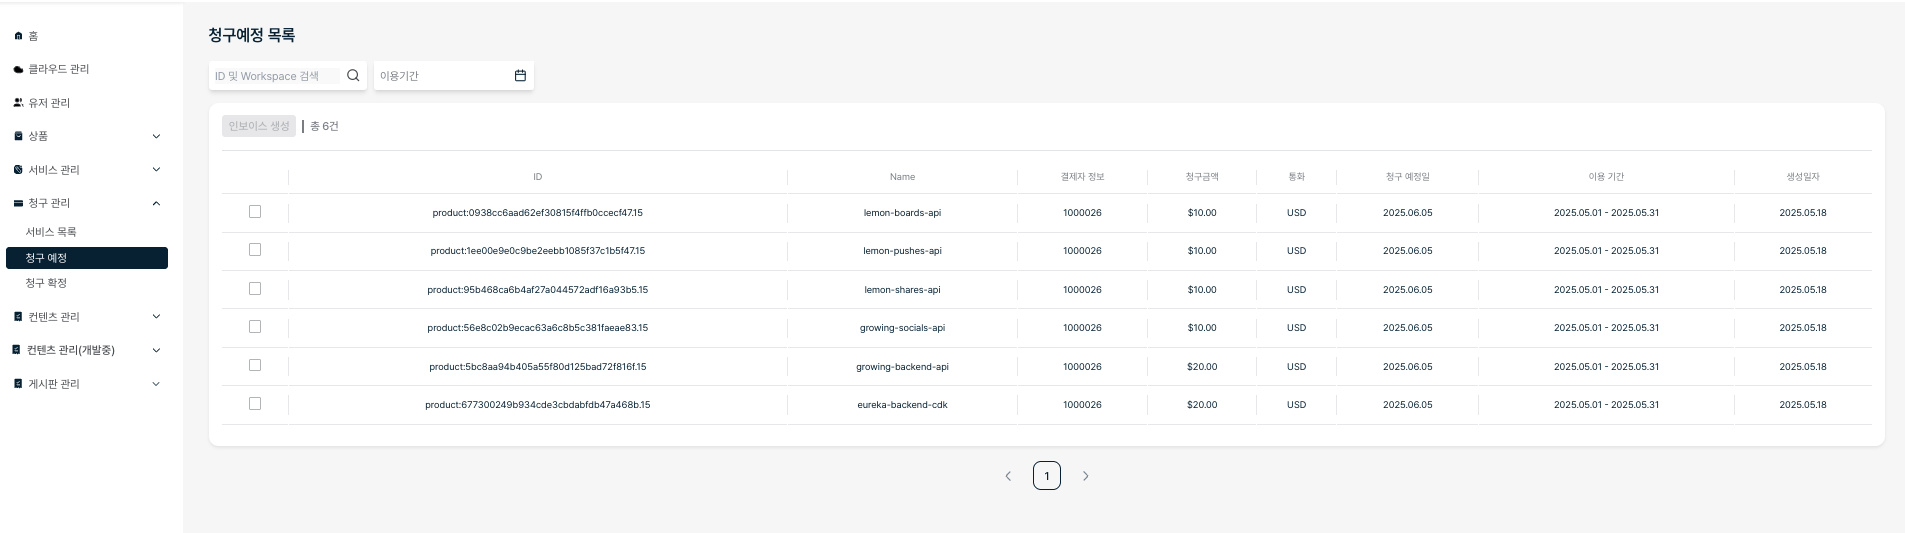 홈
클라우드 관리
유저 관리
상품
서비스 관리
청구 관리
서비스 목록
청구 예정
청구 확정
컨텐츠 관리
컨텐츠 관리(개발중)
게시판 관리
청구예정 목록
ID 및 Workspace 검색 이용기간
인보이스 생성 | 총 6건
ID Name 결제자 정보 청구금액 통화 청구 예정일 이용 기간 생성일자
product:0938cc6aad62ef30815f4ffb0ccecf47.15 lemon-boards-api 1000026 $10.00 USD 2025.06.05 2025.05.01 - 2025.05.31 2025.05.18
product:1ee00e9e0c9be2eebb1085f37c1b5f47.15 lemon-pushes-api 1000026 $10.00 USD 2025.06.05 2025.05.01 - 2025.05.31 2025.05.18
product:95b468ca6b4af27a044572adf16a93b5.15 lemon-shares-api 1000026 $10.00 USD 2025.06.05 2025.05.01 - 2025.05.31 2025.05.18
product:56e8c02b9ecac63a6c8b5c381faeae83.15 growing-socials-api 1000026 $10.00 USD 2025.06.05 2025.05.01 - 2025.05.31 2025.05.18
product:5bc8aa94b405a55f80d125bad72f816f.15 growing-backend-api 1000026 $20.00 USD 2025.06.05 2025.05.01 - 2025.05.31 2025.05.18
product:677300249b934cde3cbdabfdb47a468b.15 eureka-backend-cdk 1000026 $20.00 USD 2025.06.05 2025.05.01 - 2025.05.31 2025.05.18
1